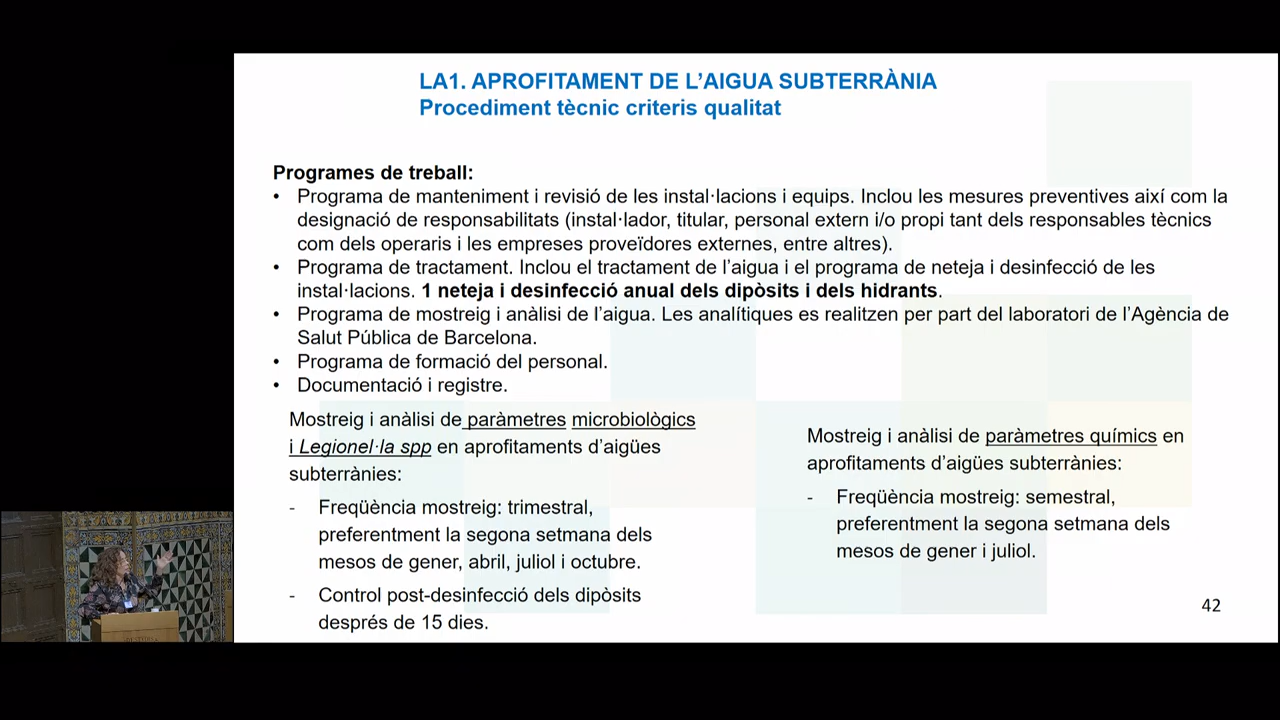 LA1. APROFITAMENT DE L’AIGUA SUBTERRÀNIA
Procediment tècnic criteris qualitat
Programes de treball:
• Programa de manteniment i revisió de les instal·lacions i equips. Inclou les mesures preventives així com la
designació de responsabilitats (instal·lador, titular, personal extern i/o propi tant dels responsables tècnics
com dels operaris i les empreses proveïdores externes, entre altres).
• Programa de tractament. Inclou el tractament de l’aigua i el programa de neteja i desinfecció de les
instal·lacions. 1 neteja i desinfecció anual dels dipòsits i dels hidrants.
• Programa de mostreig i anàlisi de l’aigua. Les analítiques es realitzen per part del laboratori de l’Agència de
Salut Pública de Barcelona.
• Programa de formació del personal.
• Documentació i registre.
Mostreig i anàlisi de paràmetres microbiològics
i Legionel·la spp en aprofitaments d’aigües
subterrànies:
- Freqüència mostreig: trimestral,
preferentment la segona setmana dels
mesos de gener, abril, juliol i octubre.
- Control post-desinfecció dels dipòsits
després de 15 dies.
Mostreig i anàlisi de paràmetres químics en
aprofitaments d’aigües subterrànies:
- Freqüència mostreig: semestral,
preferentment la segona setmana dels
mesos de gener i juliol.
42